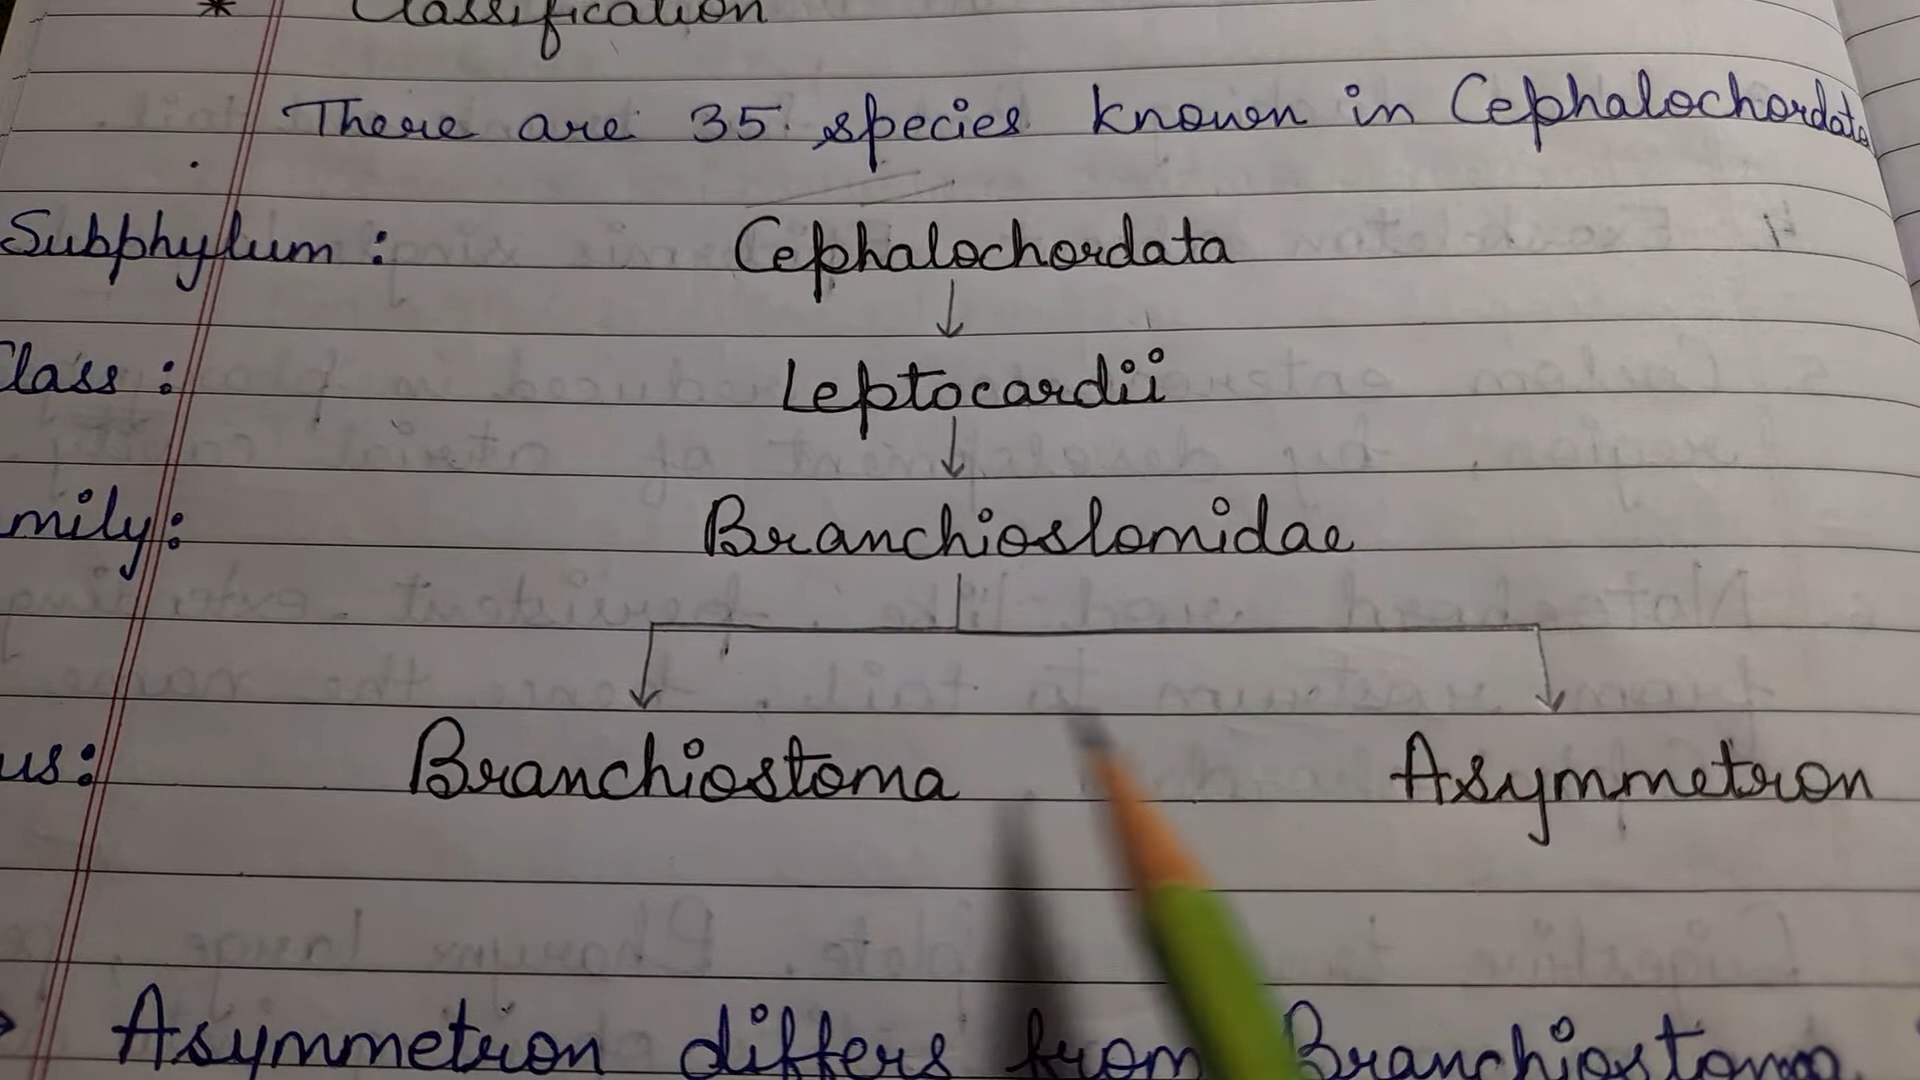 * Classification
There are 35 species known in Cephalochordata
Subphylum : Cephalochordata
Class : Leptocardii
mily: Branchiostomidae
us: Branchiostoma Asymmetron
Asymmetron differs from Branchiostoma